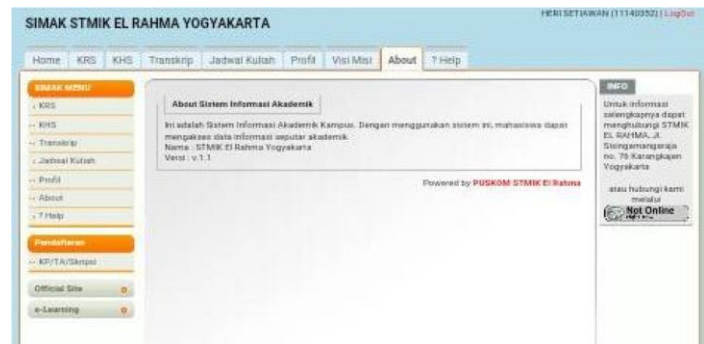 SIMAK STMIK EL RAHMA YOGYAKARTA
HERI SETIAWAN (11140352) | LogOut
Home KRS KHS Transkrip Jadwal Kuliah Profil Visi Misi About ? Help
SIMAK MENU
KRS
KHS
Transkrip
Jadwal Kuliah
Profil
About
? Help
Pendaftaran
KP/TA/Skripsi
Official Site
e-Learning
About Sistem Informasi Akademik
Ini adalah Sistem Informasi Akademik Kampus. Dengan menggunakan sistem ini, mahasiswa dapat
mengakses data informasi seputar akademik.
Nama : STMIK El Rahma Yogyakarta
Versi : v.1.1
Powered by PUSKOM STMIK El Rahma
INFO
Untuk informasi
selengkapnya dapat
menghubungi STMIK
EL RAHMA, Jl.
Sisingamangaraja
no. 76 Karangkajen
Yogyakarta
atau hubungi kami
melalui
Not Online